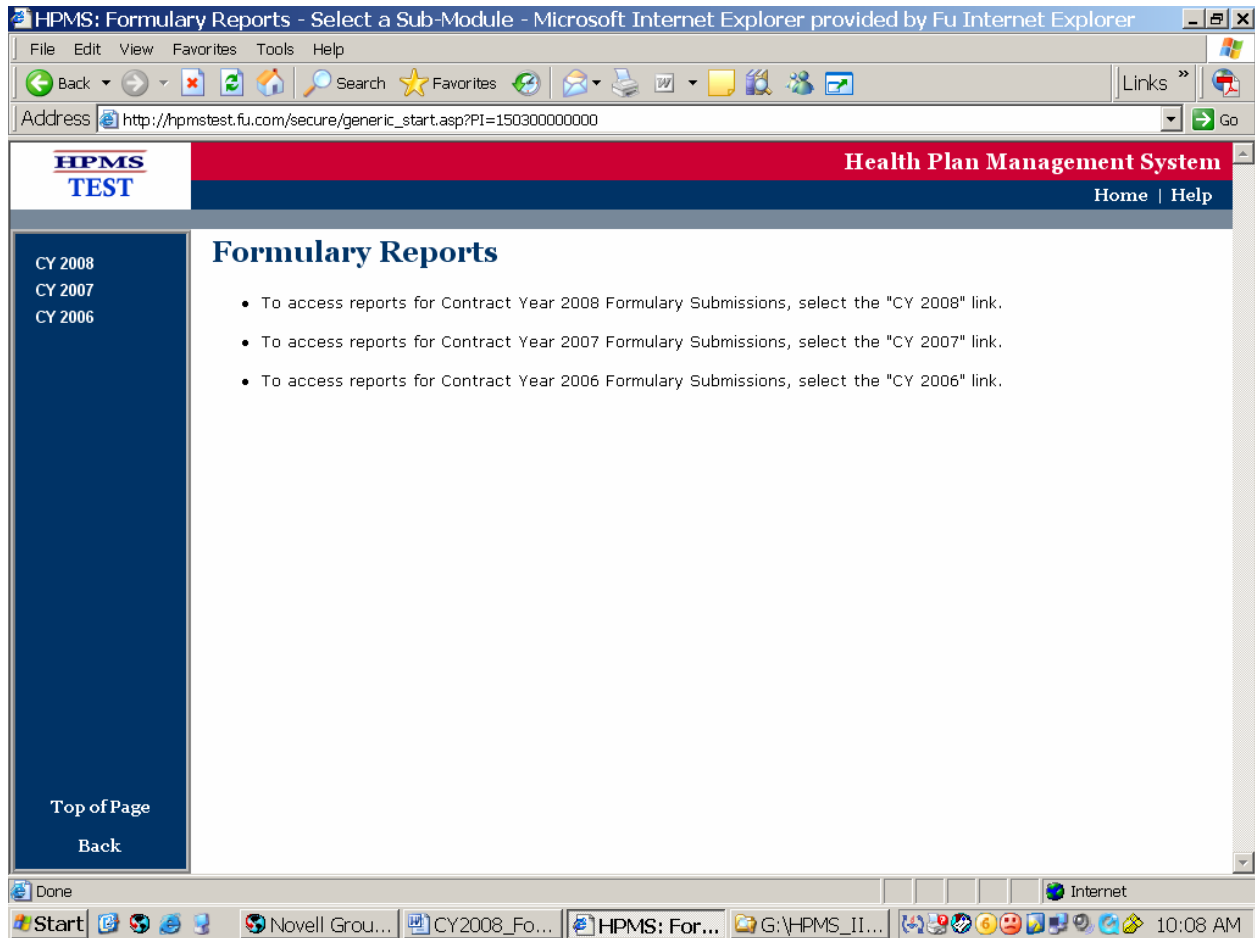 HPMS: Formulary Reports - Select a Sub-Module - Microsoft Internet Explorer provided by Fu Internet Explorer
File Edit View Favorites Tools Help
Back Search Favorites Links »
Address http://hpmstest.fu.com/secure/generic_start.asp?PI=150300000000 Go
HPMS
TEST
Health Plan Management System
Home | Help
CY 2008
CY 2007
CY 2006
Formulary Reports
• To access reports for Contract Year 2008 Formulary Submissions, select the "CY 2008" link.
• To access reports for Contract Year 2007 Formulary Submissions, select the "CY 2007" link.
• To access reports for Contract Year 2006 Formulary Submissions, select the "CY 2006" link.
Top of Page
Back
Done Internet
Start Novell Grou... CY2008_Fo... HPMS: For... G:\HPMS_II... 10:08 AM